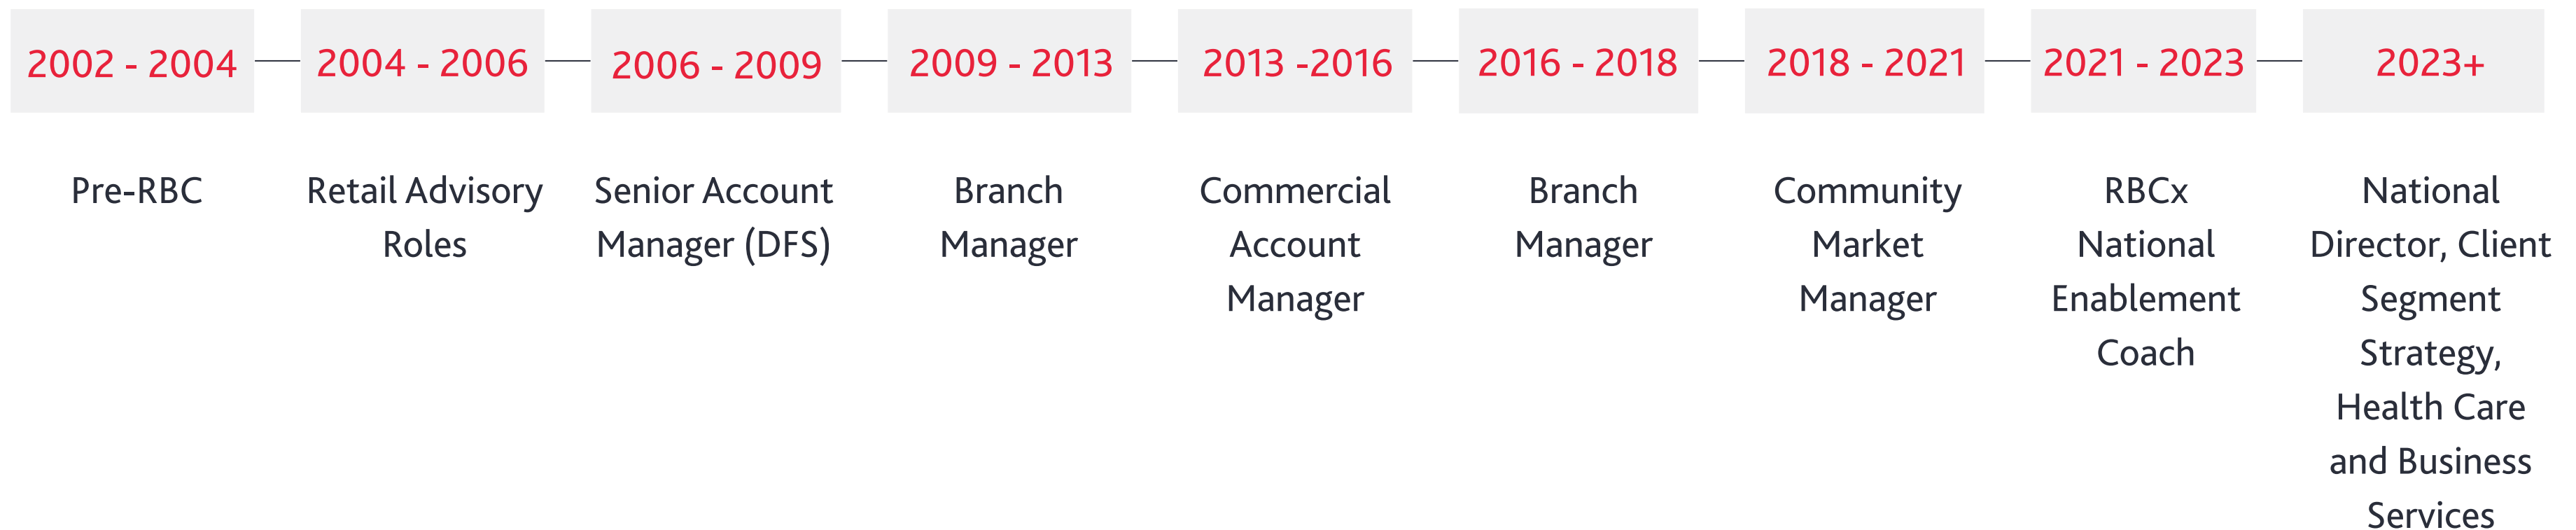 2002 - 2004
2004 - 2006
2006 - 2009
2009 - 2013
2013 -2016
2016 - 2018
2018 - 2021
2021 - 2023
2023+
Pre-RBC
Retail Advisory
Roles
Senior Account
Manager (DFS)
Branch
Manager
Commercial
Account
Manager
Branch
Manager
Community
Market
Manager
RBCx
National
Enablement
Coach
National
Director, Client
Segment
Strategy,
Health Care
and Business
Services